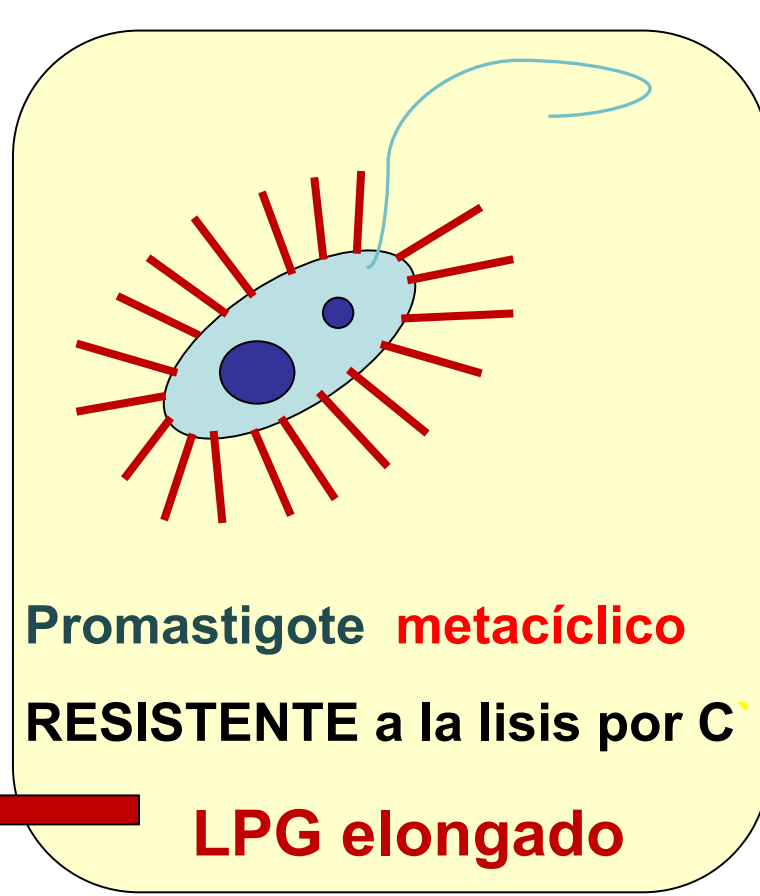 Promastigote metacíclico
RESISTENTE a la lisis por C`
LPG elongado